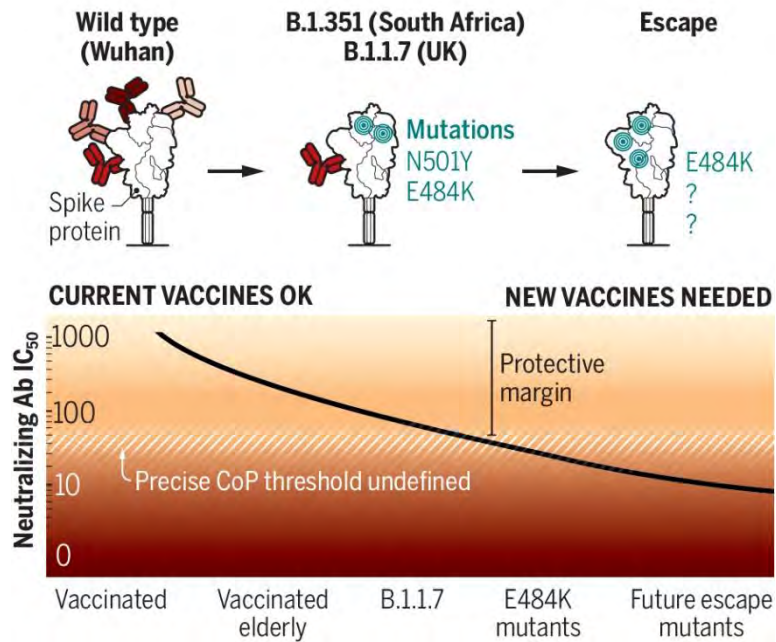 Wild type
(Wuhan)
B.1.351 (South Africa)
B.1.1.7 (UK)
Escape
Spike
protein
Mutations
N501Y
E484K
E484K
?
?
CURRENT VACCINES OK
NEW VACCINES NEEDED
Neutralizing Ab IC₅₀
1000
100
10
0
Protective
margin
Precise CoP threshold undefined
Vaccinated
Vaccinated
elderly
B.1.1.7
E484K
mutants
Future escape
mutants